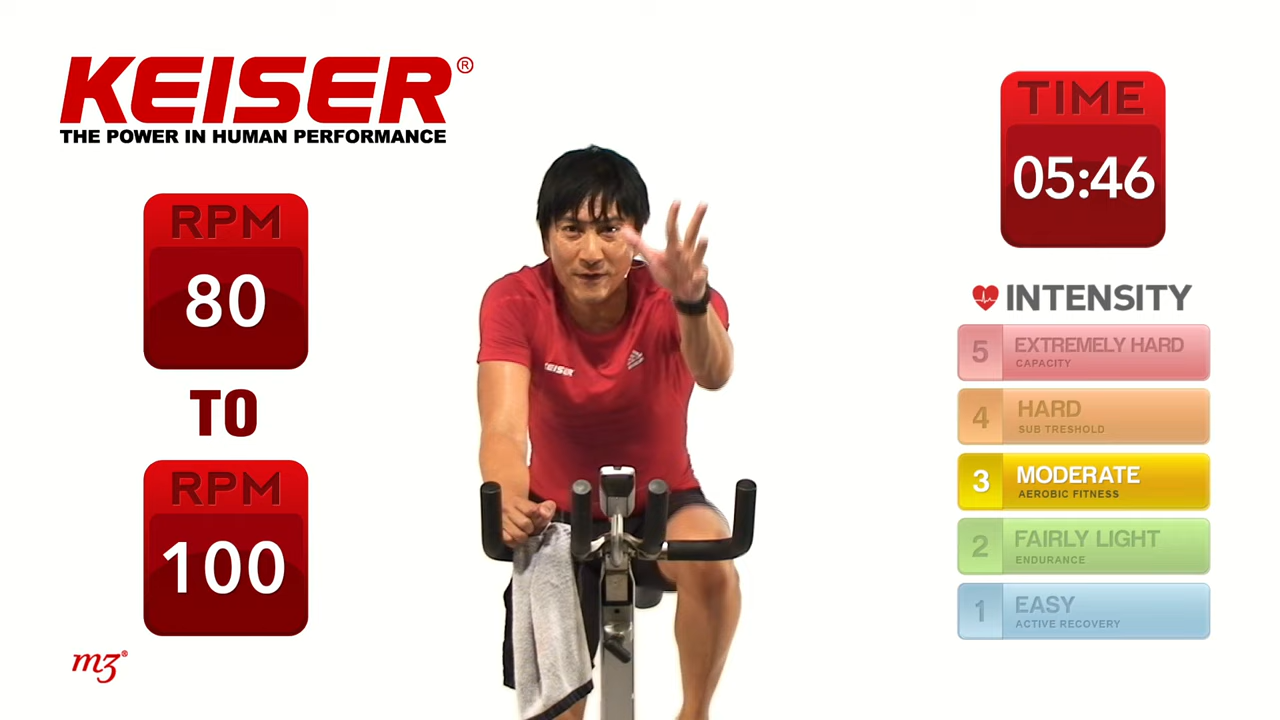 KEISER®
THE POWER IN HUMAN PERFORMANCE
RPM
80
TO
RPM
100
m3®
KEISER
TIME
05:46
INTENSITY
5 EXTREMELY HARD
CAPACITY
4 HARD
SUB TRESHOLD
3 MODERATE
AEROBIC FITNESS
2 FAIRLY LIGHT
ENDURANCE
1 EASY
ACTIVE RECOVERY